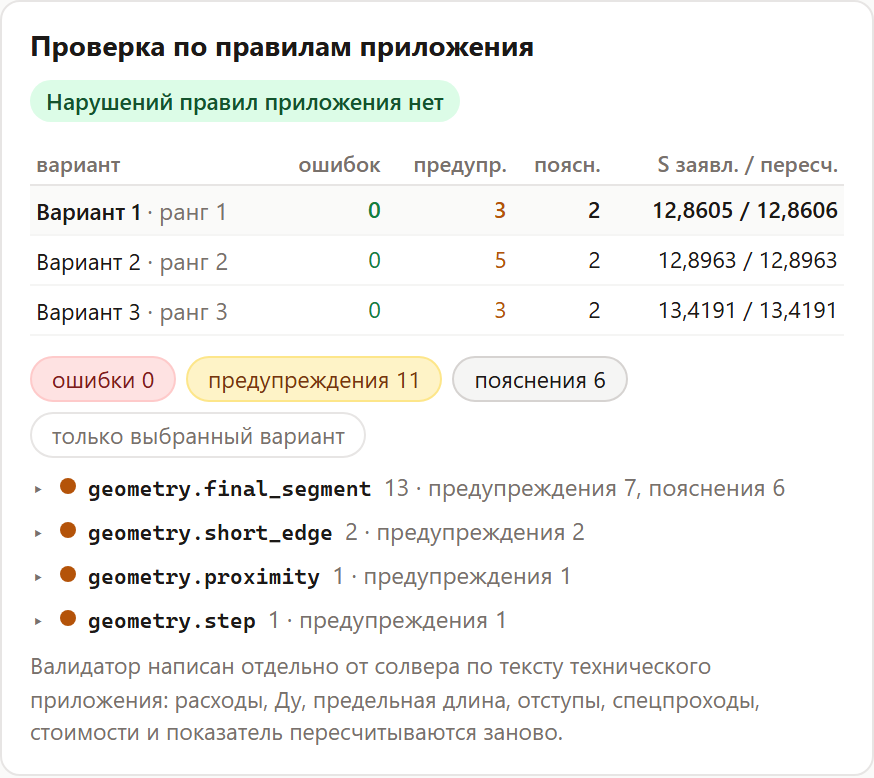 Проверка по правилам приложения
Нарушений правил приложения нет
вариант ошибок предупр. поясн. S заявл. / пересч.
Вариант 1 · ранг 1 0 3 2 12,8605 / 12,8606
Вариант 2 · ранг 2 0 5 2 12,8963 / 12,8963
Вариант 3 · ранг 3 0 3 2 13,4191 / 13,4191
ошибки 0 предупреждения 11 пояснения 6
только выбранный вариант
geometry.final_segment 13 · предупреждения 7, пояснения 6
geometry.short_edge 2 · предупреждения 2
geometry.proximity 1 · предупреждения 1
geometry.step 1 · предупреждения 1
Валидатор написан отдельно от солвера по тексту технического
приложения: расходы, Ду, предельная длина, отступы, спецпроходы,
стоимости и показатель пересчитываются заново.